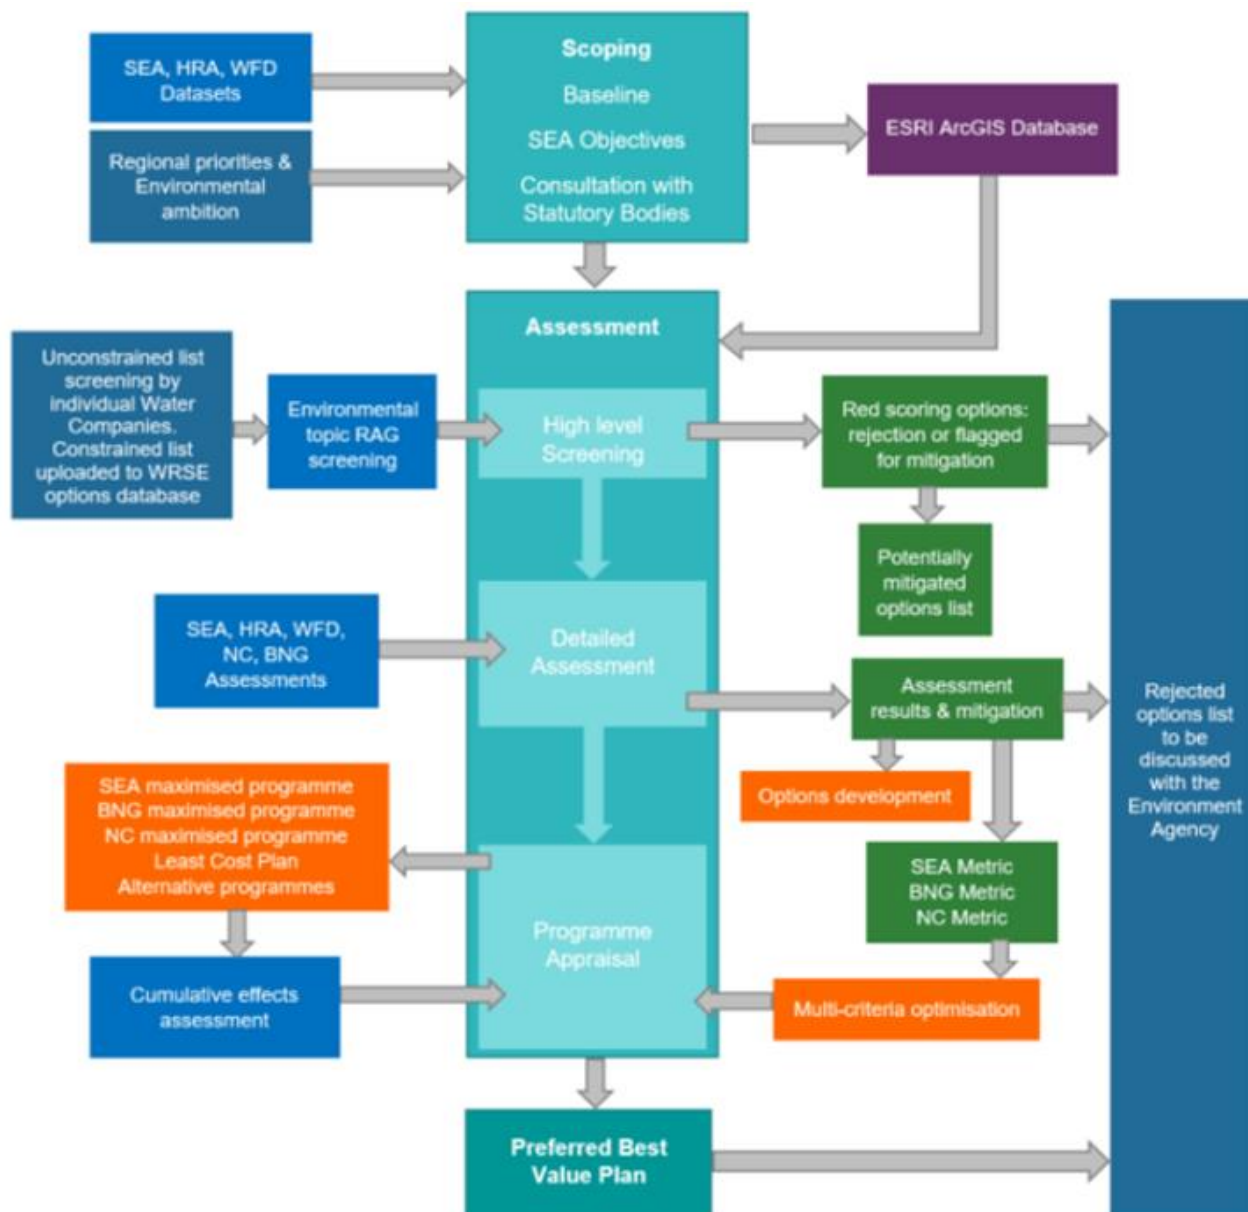 Scoping
Baseline
SEA Objectives
Consultation with
Statutory Bodies
SEA, HRA, WFD
Datasets
Regional priorities &
Environmental
ambition
ESRI ArcGIS Database
Assessment
Unconstrained list
screening by
individual Water
Companies.
Constrained list
uploaded to WRSE
options database
Environmental
topic RAG
screening
High level
Screening
Red scoring options:
rejection or flagged
for mitigation
Potentially
mitigated
options list
SEA, HRA, WFD,
NC, BNG
Assessments
Detailed
Assessment
Assessment
results & mitigation
Rejected
options list
to be
discussed
with the
Environment
Agency
Options development
SEA maximised programme
BNG maximised programme
NC maximised programme
Least Cost Plan
Alternative programmes
SEA Metric
BNG Metric
NC Metric
Programme
Appraisal
Cumulative effects
assessment
Multi-criteria optimisation
Preferred Best
Value Plan